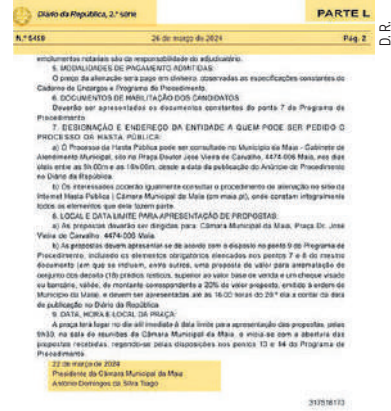 Diário da República, 2.ª série
PARTE L
N.º 6459
26 de março de 2024
Pág. 2
emolumentos notariais são da responsabilidade do adjudicatário.
5. MODALIDADES DE PAGAMENTO ADMITIDAS:
O preço da alienação será pago em dinheiro, observadas as especificações constantes do
Caderno de Encargos e Programa do Procedimento.
6. DOCUMENTOS DE HABILITAÇÃO DOS CANDIDATOS
Deverão ser apresentados os documentos constantes do ponto 7 do Programa de
Procedimento
7. DESIGNAÇÃO E ENDEREÇO DA ENTIDADE A QUEM PODE SER PEDIDO O
PROCESSO DA HASTA PÚBLICA:
a) O Processo da Hasta Pública pode ser consultado no Município da Maia - Gabinete de
Atendimento Municipal, sito na Praça Doutor José Vieira de Carvalho, 4474-006 Maia, nos dias
úteis entre as 9h:00m e as 16h:00m, desde a data da publicação do Anúncio de Procedimento
no Diário da República.
b) Os interessados poderão igualmente consultar o procedimento de alienação no sítio da
Internet Hasta Pública | Câmara Municipal da Maia (cm-maia.pt), onde constam integralmente
todos os elementos que dele fazem parte.
8. LOCAL E DATA LIMITE PARA APRESENTAÇÃO DE PROPOSTAS:
a) As propostas deverão ser dirigidas para: Câmara Municipal da Maia, Praça Dr. José
Vieira de Carvalho, 4474-006 Maia
b) As propostas devem apresentar-se de acordo com o disposto no ponto 9 do Programa de
Procedimento, incluindo os elementos obrigatórios elencados nos pontos 7 e 8 do mesmo
documento (em que se incluem, entre outros, uma proposta de valor para arrematação do
conjunto dos prédios rústicos, superior ao valor base de venda e um cheque visado
ou bancário, válido, de montante correspondente a 20% do valor proposto, emitido à ordem do
Município da Maia), e devem ser apresentadas até às 16:00 horas do 29.º dia a contar da data
de publicação no Diário da República.
9. DATA, HORA E LOCAL DA PRAÇA:
A praça terá lugar no dia útil imediato à data limite para apresentação das propostas, pelas
9h30, na sala de reuniões da Câmara Municipal da Maia, e inicia-se com a abertura das
propostas recebidas, regendo-se pelas disposições nos pontos 13 e 14 do Programa de
Procedimento.
22 de março de 2024
Presidente da Câmara Municipal da Maia
António Domingos da Silva Tiago
317518173
D.R.